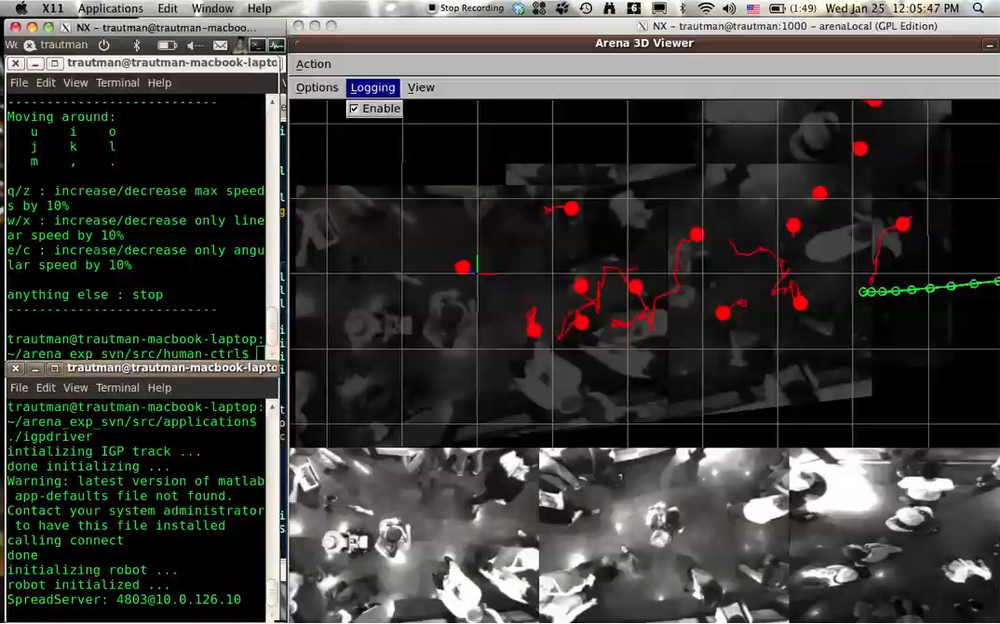 X11 Applications Edit Window Help
Stop Recording
(1:49) Wed Jan 25 12:05:47 PM
NX - trautman@trautman-macboo...
NX - trautman@trautman:1000 - arenaLocal (GPL Edition)
trautman
Arena 3D Viewer
trautman@trautman-macbook-lapto
Action
File Edit View Terminal Help
Options Logging View
Enable
---------------------------
Moving around:
u i o
j k l
m , .
q/z : increase/decrease max speed
s by 10%
w/x : increase/decrease only line
ar speed by 10%
e/c : increase/decrease only angu
lar speed by 10%
anything else : stop
---------------------------
trautman@trautman-macbook-laptop:
~/arena_exp_svn/src/human-ctrl$
trautman@trautman-macbook-lapto
File Edit View Terminal Help
trautman@trautman-macbook-laptop:
~/arena_exp_svn/src/application$
./igpdriver
intializing IGP track ...
done initializing ...
Warning: latest version of matlab
app-defaults file not found.
Contact your system administrator
to have this file installed
calling connect
done
initializing robot ...
robot initialized ...
SpreadServer: 4803@10.0.126.10